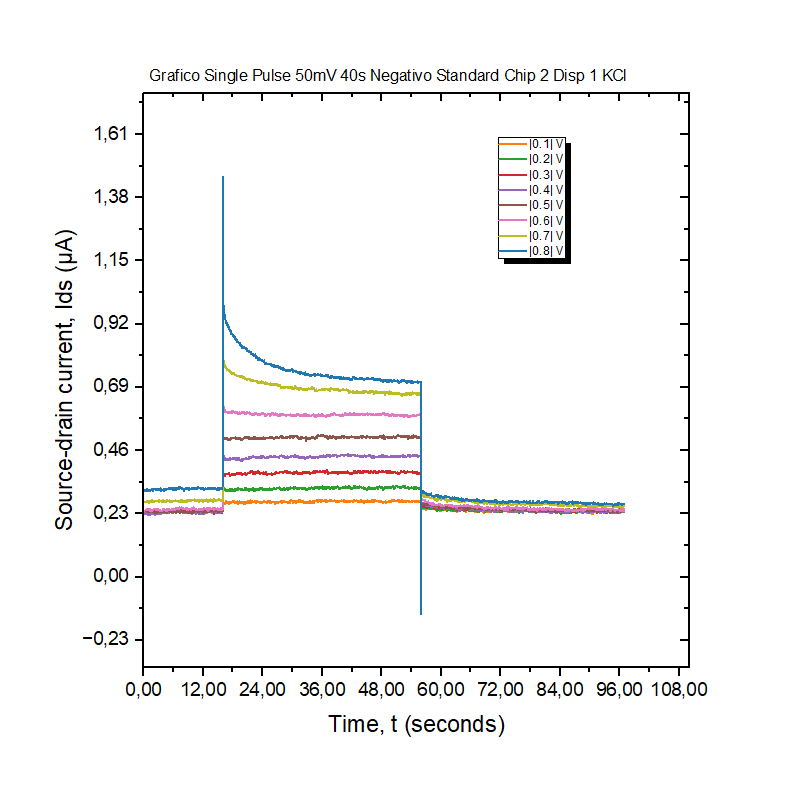 Grafico Single Pulse 50mV 40s Negativo Standard Chip 2 Disp 1 KCl
1,61
1,38
1,15
0,92
0,69
0,46
0,23
0,00
−0,23
Source-drain current, Ids (µA)
|0.1| V
|0.2| V
|0.3| V
|0.4| V
|0.5| V
|0.6| V
|0.7| V
|0.8| V
0,00 12,00 24,00 36,00 48,00 60,00 72,00 84,00 96,00 108,00
Time, t (seconds)